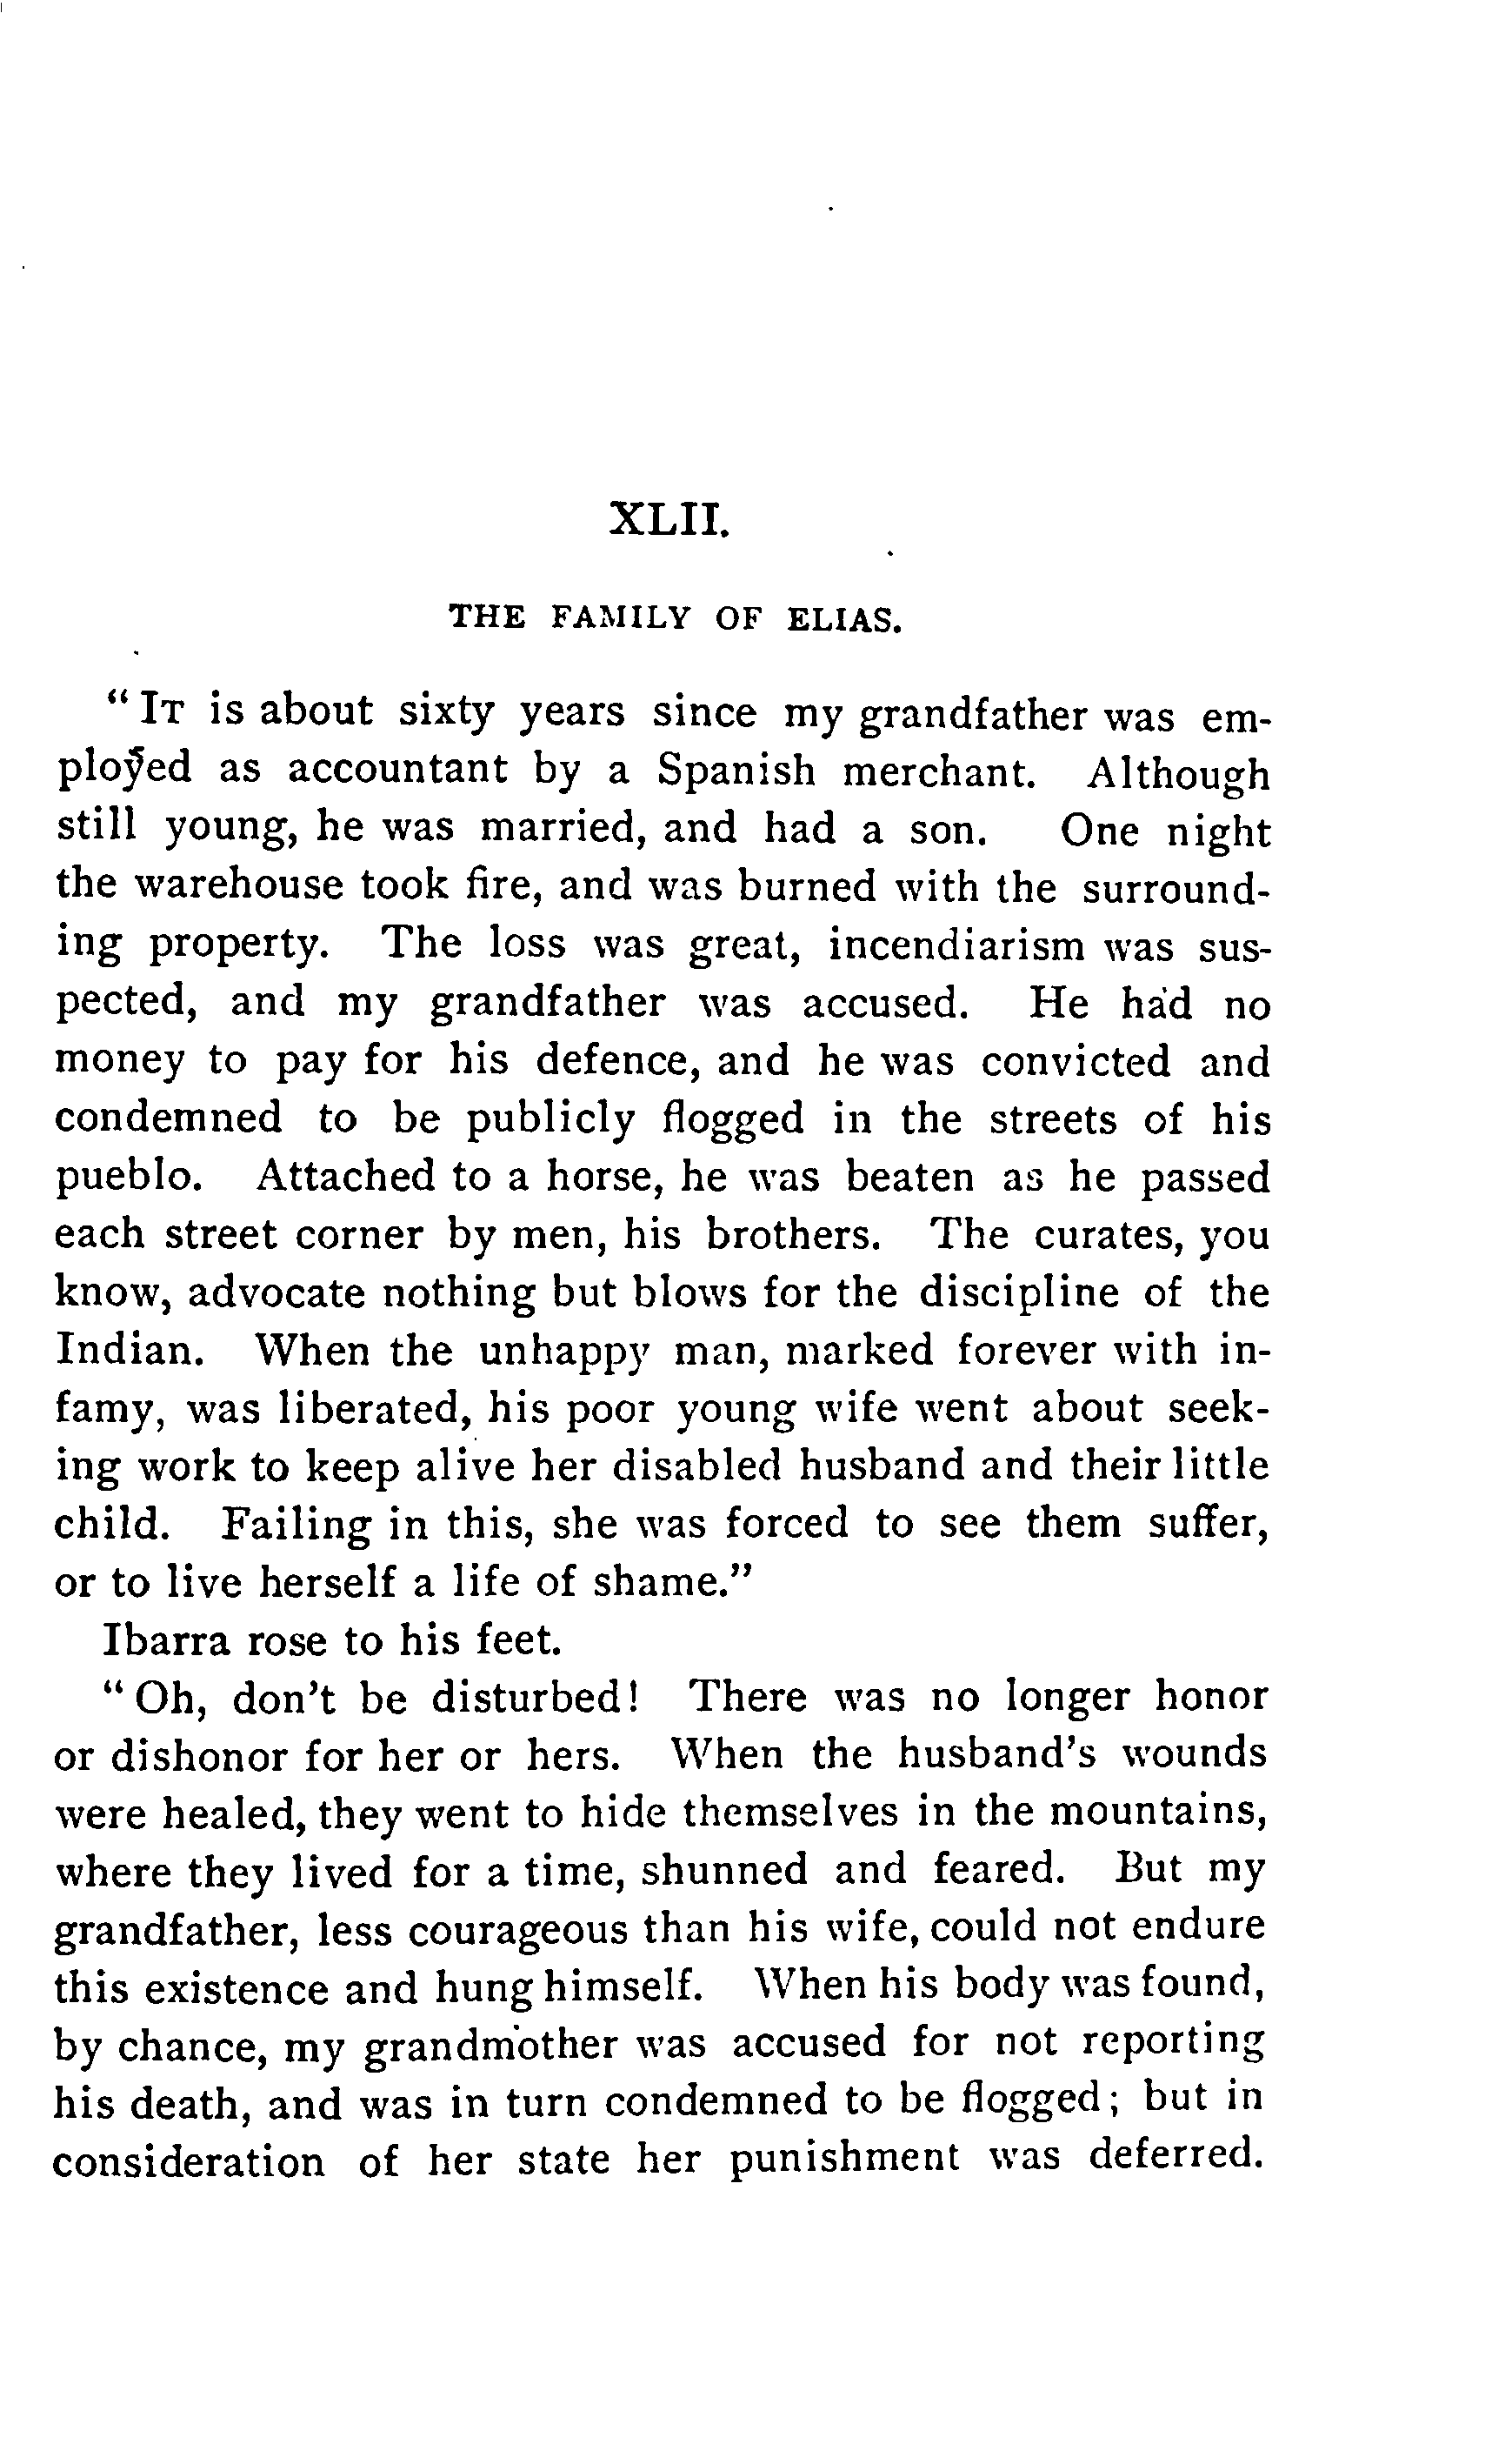 XLII.
THE FAMILY OF ELIAS.
"IT is about sixty years since my grandfather was em-
ployed as accountant by a Spanish merchant. Although
still young, he was married, and had a son. One night
the warehouse took fire, and was burned with the surround-
ing property. The loss was great, incendiarism was sus-
pected, and my grandfather was accused. He had no
money to pay for his defence, and he was convicted and
condemned to be publicly flogged in the streets of his
pueblo. Attached to a horse, he was beaten as he passed
each street corner by men, his brothers. The curates, you
know, advocate nothing but blows for the discipline of the
Indian. When the unhappy man, marked forever with in-
famy, was liberated, his poor young wife went about seek-
ing work to keep alive her disabled husband and their little
child. Failing in this, she was forced to see them suffer,
or to live herself a life of shame."
Ibarra rose to his feet.
"Oh, don't be disturbed! There was no longer honor
or dishonor for her or hers. When the husband's wounds
were healed, they went to hide themselves in the mountains,
where they lived for a time, shunned and feared. But my
grandfather, less courageous than his wife, could not endure
this existence and hung himself. When his body was found,
by chance, my grandmother was accused for not reporting
his death, and was in turn condemned to be flogged; but in
consideration of her state her punishment was deferred.